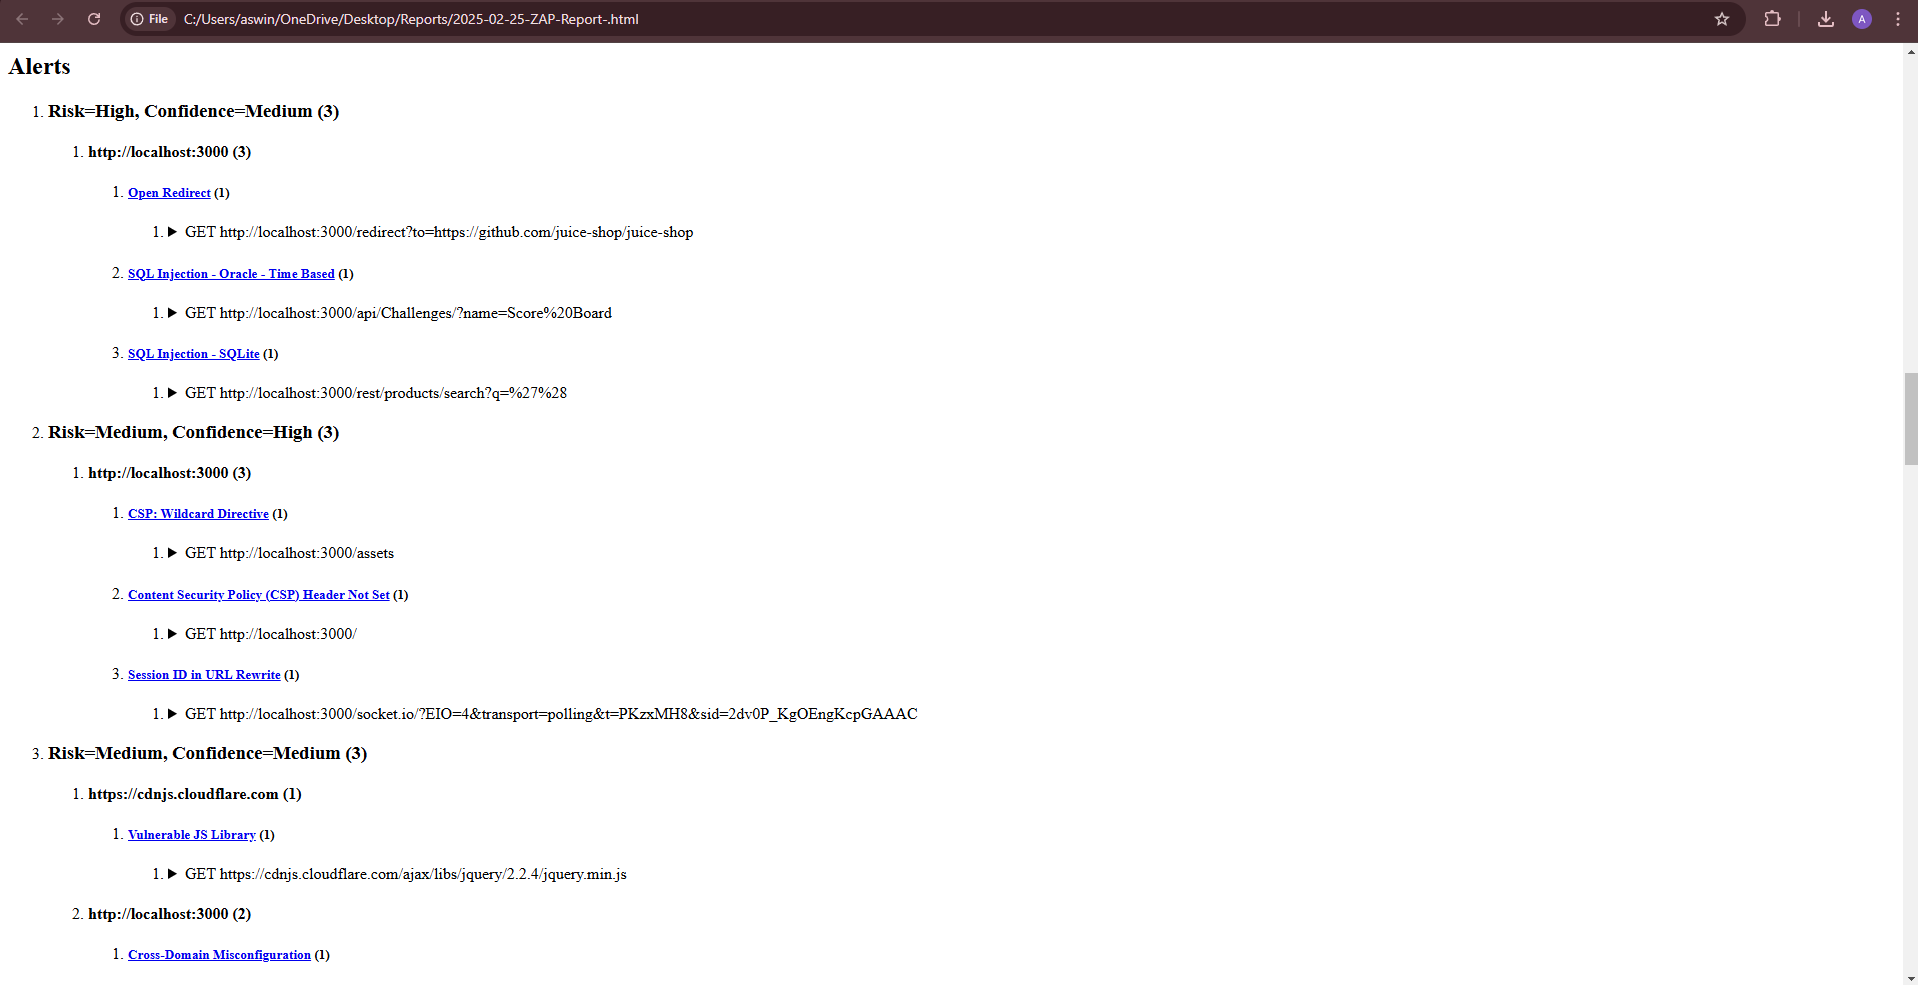 File
C:/Users/aswin/OneDrive/Desktop/Reports/2025-02-25-ZAP-Report-.html
A
Alerts
1. Risk=High, Confidence=Medium (3)
1. http://localhost:3000 (3)
1. Open Redirect (1)
1. ▶ GET http://localhost:3000/redirect?to=https://github.com/juice-shop/juice-shop
2. SQL Injection - Oracle - Time Based (1)
1. ▶ GET http://localhost:3000/api/Challenges/?name=Score%20Board
3. SQL Injection - SQLite (1)
1. ▶ GET http://localhost:3000/rest/products/search?q=%27%28
2. Risk=Medium, Confidence=High (3)
1. http://localhost:3000 (3)
1. CSP: Wildcard Directive (1)
1. ▶ GET http://localhost:3000/assets
2. Content Security Policy (CSP) Header Not Set (1)
1. ▶ GET http://localhost:3000/
3. Session ID in URL Rewrite (1)
1. ▶ GET http://localhost:3000/socket.io/?EIO=4&transport=polling&t=PKzxMH8&sid=2dv0P_KgOEngKcpGAAAC
3. Risk=Medium, Confidence=Medium (3)
1. https://cdnjs.cloudflare.com (1)
1. Vulnerable JS Library (1)
1. ▶ GET https://cdnjs.cloudflare.com/ajax/libs/jquery/2.2.4/jquery.min.js
2. http://localhost:3000 (2)
1. Cross-Domain Misconfiguration (1)